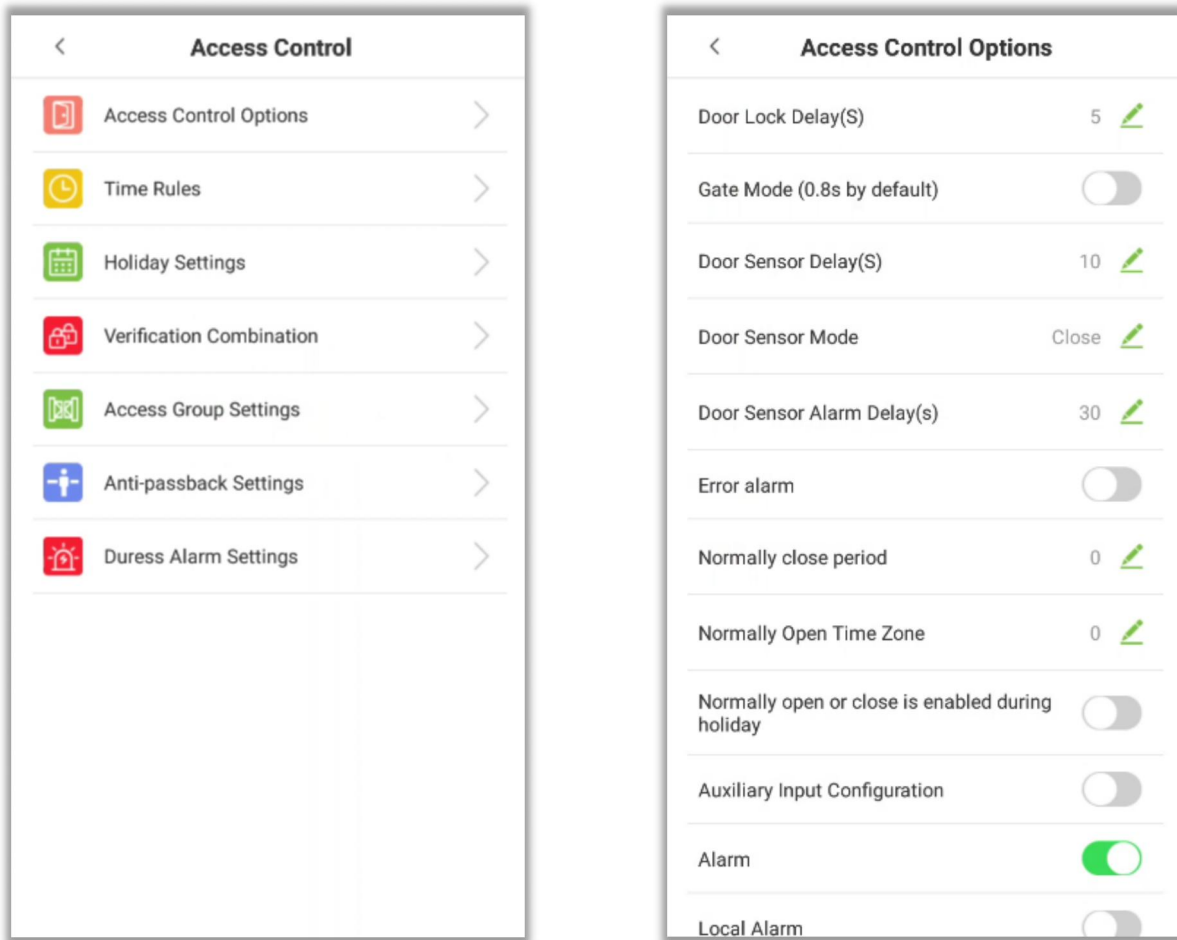 Access Control
Access Control Options
Time Rules
Holiday Settings
Verification Combination
Access Group Settings
Anti-passback Settings
Duress Alarm Settings
Access Control Options
Door Lock Delay(S) 5
Gate Mode (0.8s by default)
Door Sensor Delay(S) 10
Door Sensor Mode Close
Door Sensor Alarm Delay(s) 30
Error alarm
Normally close period 0
Normally Open Time Zone 0
Normally open or close is enabled during
holiday
Auxiliary Input Configuration
Alarm
Local Alarm